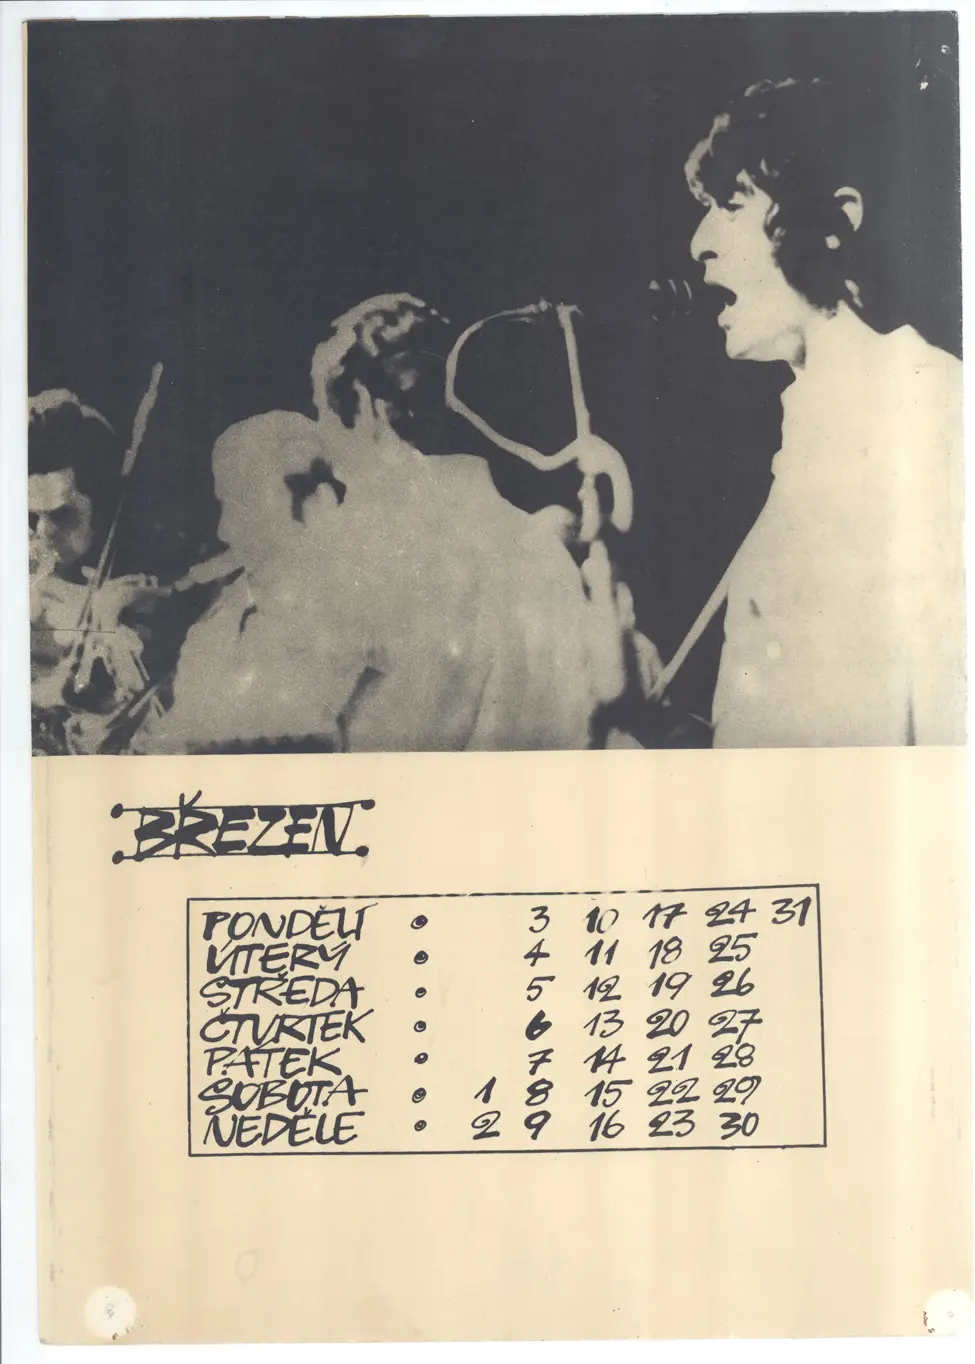 BŘEZEN
PONDĚLÍ • 3 10 17 24 31
ÚTERÝ • 4 11 18 25
STŘEDA • 5 12 19 26
ČTVRTEK • 6 13 20 27
PÁTEK • 7 14 21 28
SOBOTA • 1 8 15 22 29
NEDĚLE • 2 9 16 23 30